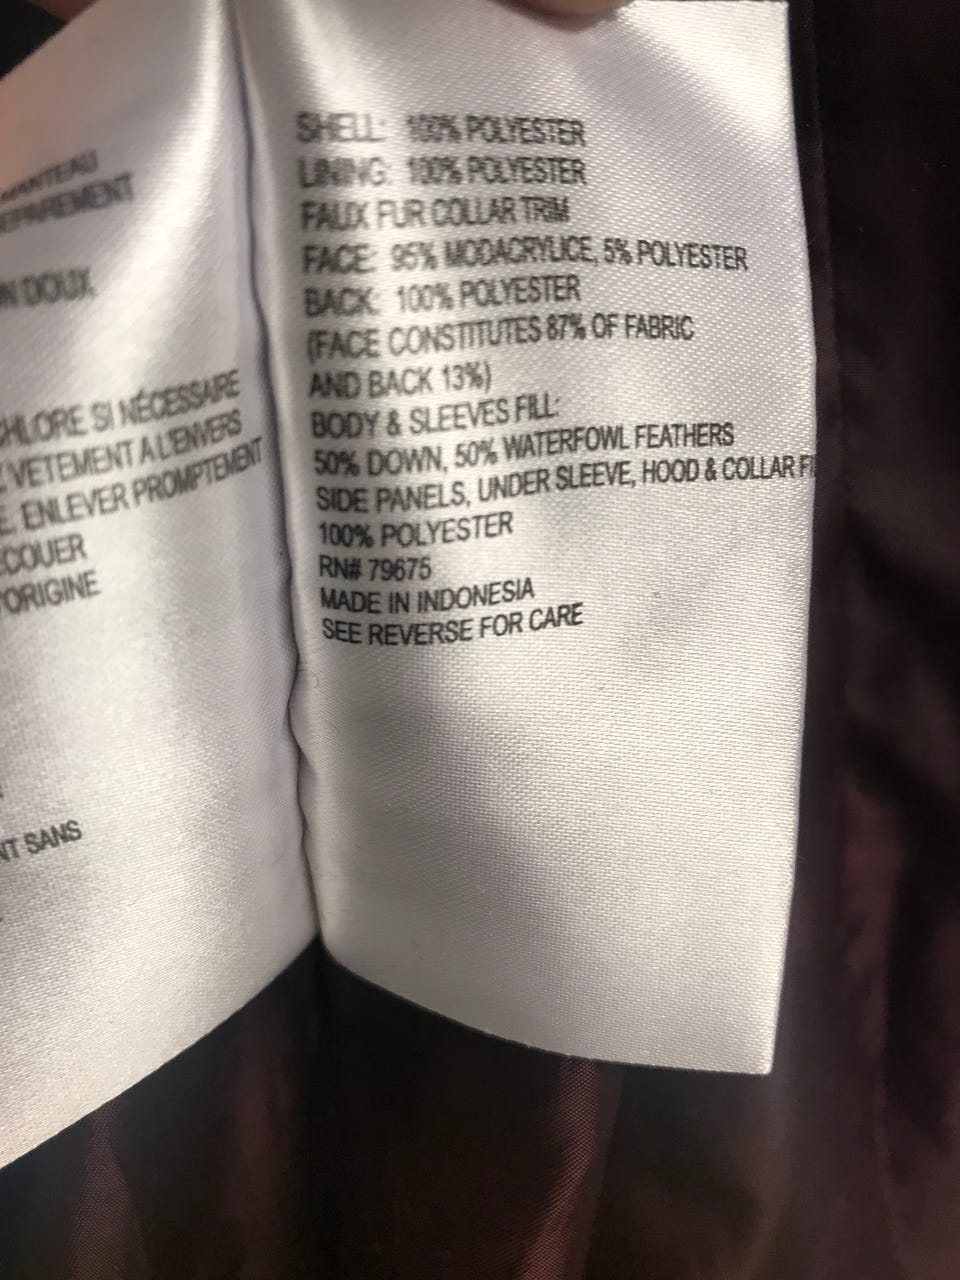 MANTEAU
SÉPARÉMENT
N DOUX,
CHLORE SI NÉCESSAIRE
VETEMENT A L'ENVERS
E, ENLEVER PROMPTEMENT
ECOUER
'ORIGINE
NT SANS
SHELL: 100% POLYESTER
LINING: 100% POLYESTER
FAUX FUR COLLAR TRIM
FACE: 95% MODACRYLICE, 5% POLYESTER
BACK: 100% POLYESTER
(FACE CONSTITUTES 87% OF FABRIC
AND BACK 13%)
BODY & SLEEVES FILL:
50% DOWN, 50% WATERFOWL FEATHERS
SIDE PANELS, UNDER SLEEVE, HOOD & COLLAR FI
100% POLYESTER
RN# 79675
MADE IN INDONESIA
SEE REVERSE FOR CARE